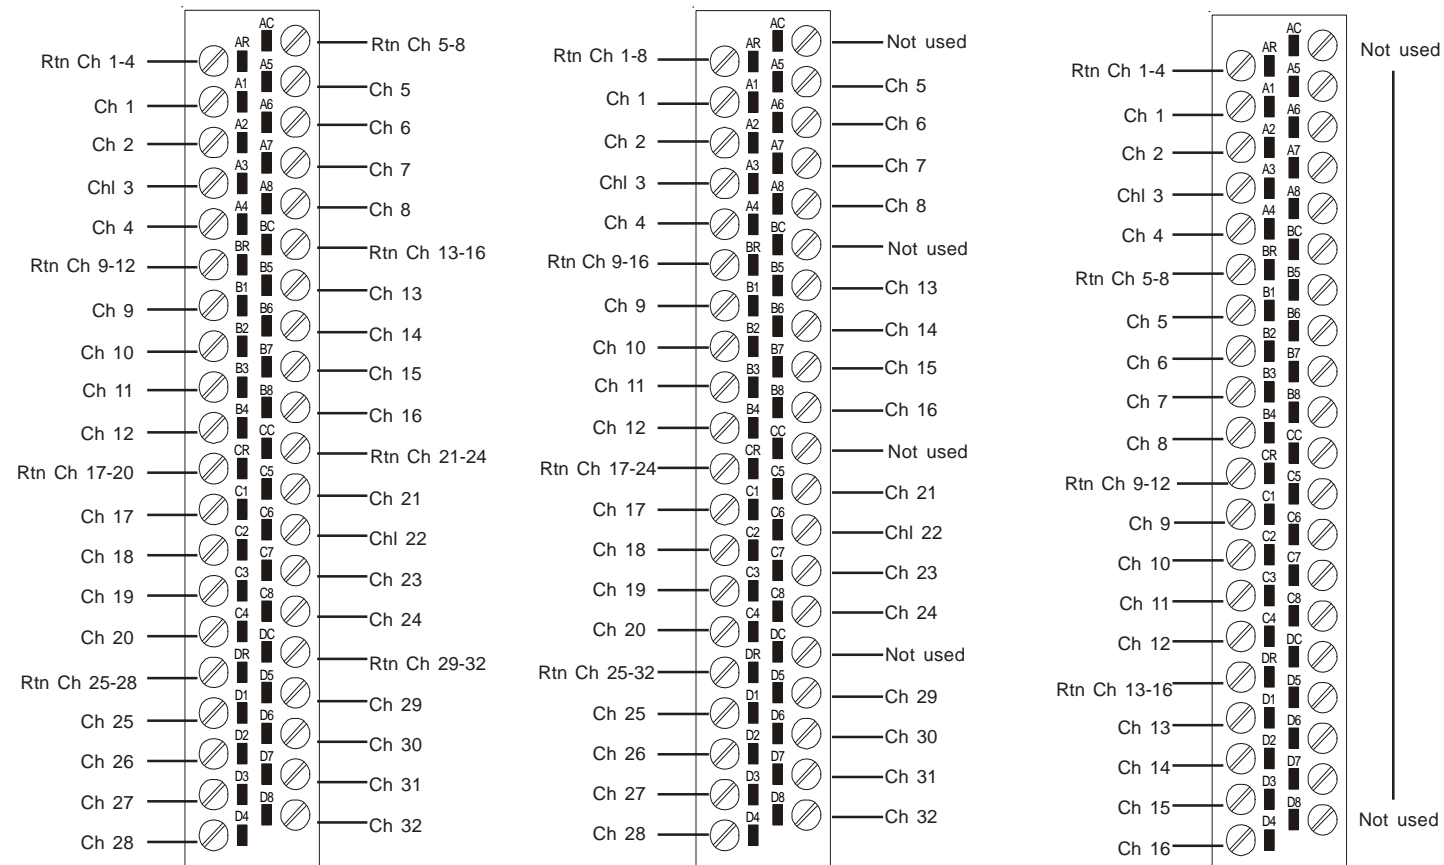 AC
Rtn Ch 5-8
AR
Rtn Ch 1-4
A5
Ch 5
A1
Ch 1
A6
Ch 6
A2
Ch 2
A7
Ch 7
A3
Chl 3
A8
Ch 8
A4
Ch 4
BC
Rtn Ch 13-16
BR
Rtn Ch 9-12
B5
Ch 13
B1
Ch 9
B6
Ch 14
B2
Ch 10
B7
Ch 15
B3
Ch 11
B8
Ch 16
B4
Ch 12
CC
Rtn Ch 21-24
CR
Rtn Ch 17-20
C5
Ch 21
C1
Ch 17
C6
Chl 22
C2
Ch 18
C7
Ch 23
C3
Ch 19
C8
Ch 24
C4
Ch 20
DC
Rtn Ch 29-32
DR
Rtn Ch 25-28
D5
Ch 29
D1
Ch 25
D6
Ch 30
D2
Ch 26
D7
Ch 31
D3
Ch 27
D8
Ch 32
D4
Ch 28
AC
Not used
AR
Rtn Ch 1-8
A5
Ch 5
A1
Ch 1
A6
Ch 6
A2
Ch 2
A7
Ch 7
A3
Chl 3
A8
Ch 8
A4
Ch 4
BC
Not used
BR
Rtn Ch 9-16
B5
Ch 13
B1
Ch 9
B6
Ch 14
B2
Ch 10
B7
Ch 15
B3
Ch 11
B8
Ch 16
B4
Ch 12
CC
Not used
CR
Rtn Ch 17-24
C5
Ch 21
C1
Ch 17
C6
Chl 22
C2
Ch 18
C7
Ch 23
C3
Ch 19
C8
Ch 24
C4
Ch 20
DC
Not used
DR
Rtn Ch 25-32
D5
Ch 29
D1
Ch 25
D6
Ch 30
D2
Ch 26
D7
Ch 31
D3
Ch 27
D8
Ch 32
D4
Ch 28
AC
Not used
AR
Rtn Ch 1-4
A5
A1
Ch 1
A6
A2
Ch 2
A7
A3
Chl 3
A8
A4
Ch 4
BC
BR
Rtn Ch 5-8
B5
B1
Ch 5
B6
B2
Ch 6
B7
B3
Ch 7
B8
B4
Ch 8
CC
CR
Rtn Ch 9-12
C5
C1
Ch 9
C6
C2
Ch 10
C7
C3
Ch 11
C8
C4
Ch 12
DC
DR
Rtn Ch 13-16
D5
D1
Ch 13
D6
D2
Ch 14
D7
D3
Ch 15
D8
Not used
D4
Ch 16